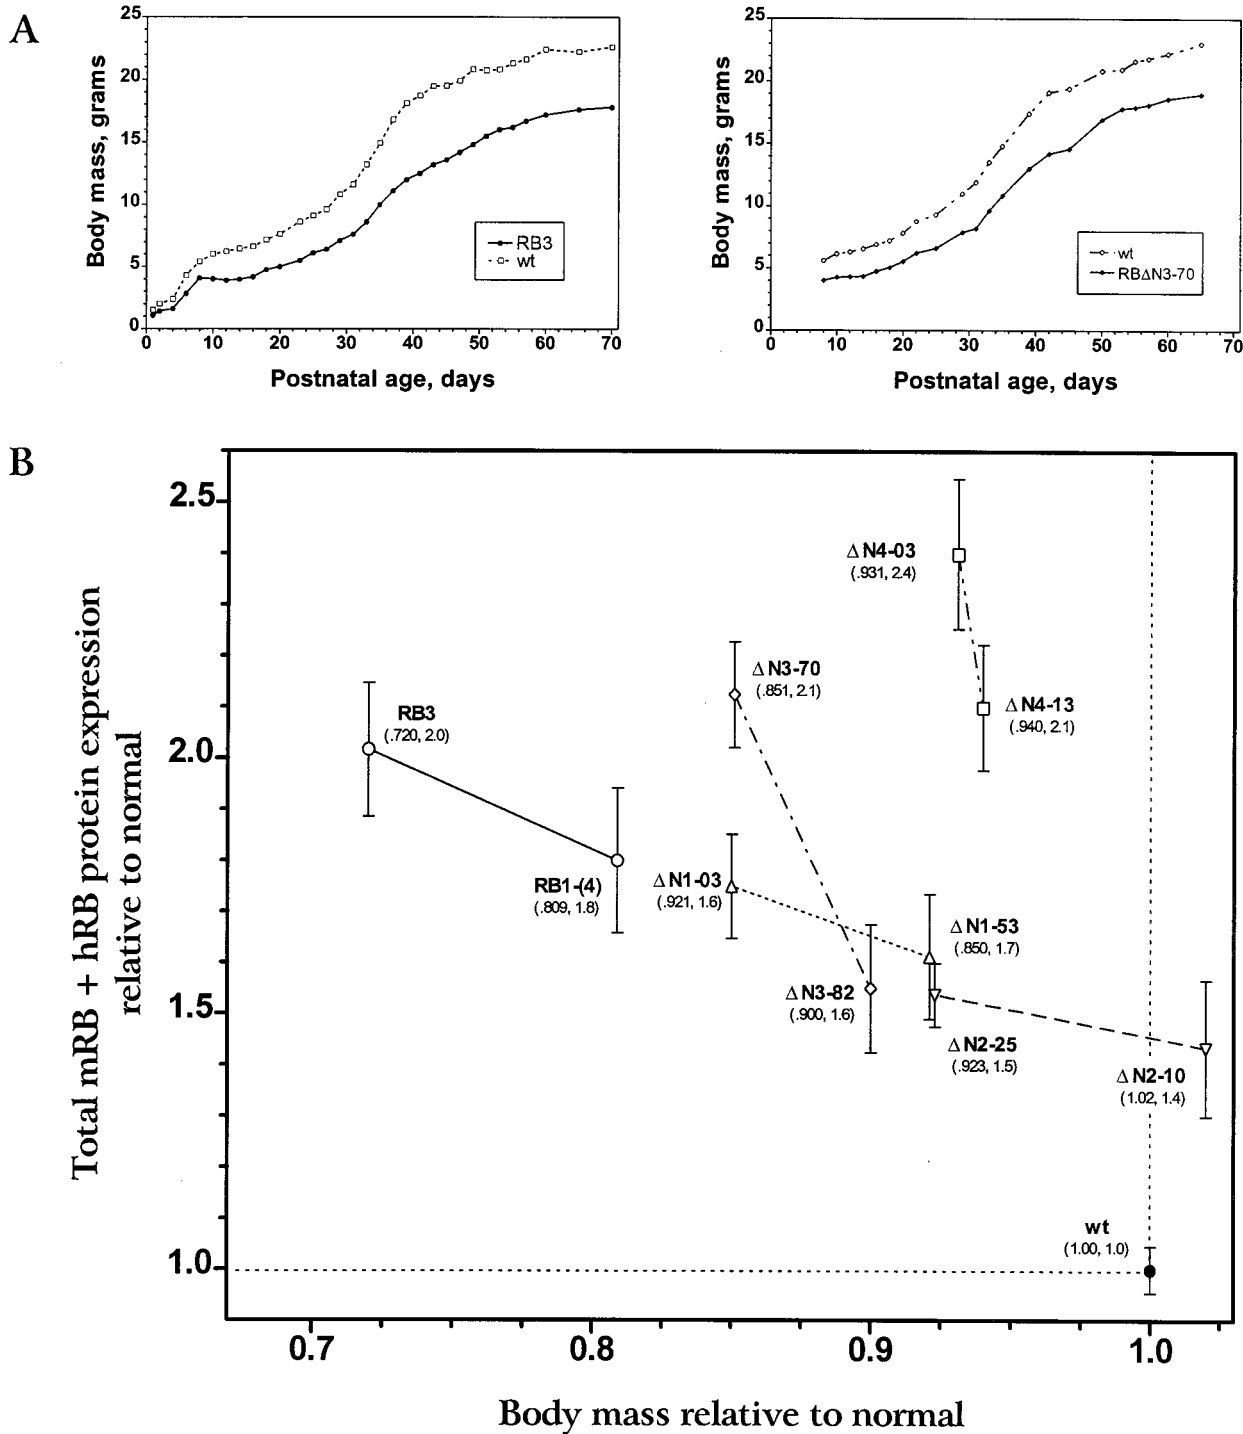 A
25
20
15
10
5
0
Body mass, grams
RB3
wt
0 10 20 30 40 50 60 70
Postnatal age, days
25
20
15
10
5
0
Body mass, grams
wt
RBΔN3-70
0 10 20 30 40 50 60 70
Postnatal age, days
B
2.5
2.0
1.5
1.0
Total mRB + hRB protein expression
relative to normal
ΔN4-03
(.931, 2.4)
ΔN3-70
(.851, 2.1)
ΔN4-13
(.940, 2.1)
RB3
(.720, 2.0)
RB1-(4)
(.809, 1.8)
ΔN1-03
(.921, 1.6)
ΔN1-53
(.850, 1.7)
ΔN3-82
(.900, 1.6)
ΔN2-25
(.923, 1.5)
ΔN2-10
(1.02, 1.4)
wt
(1.00, 1.0)
0.7 0.8 0.9 1.0
Body mass relative to normal